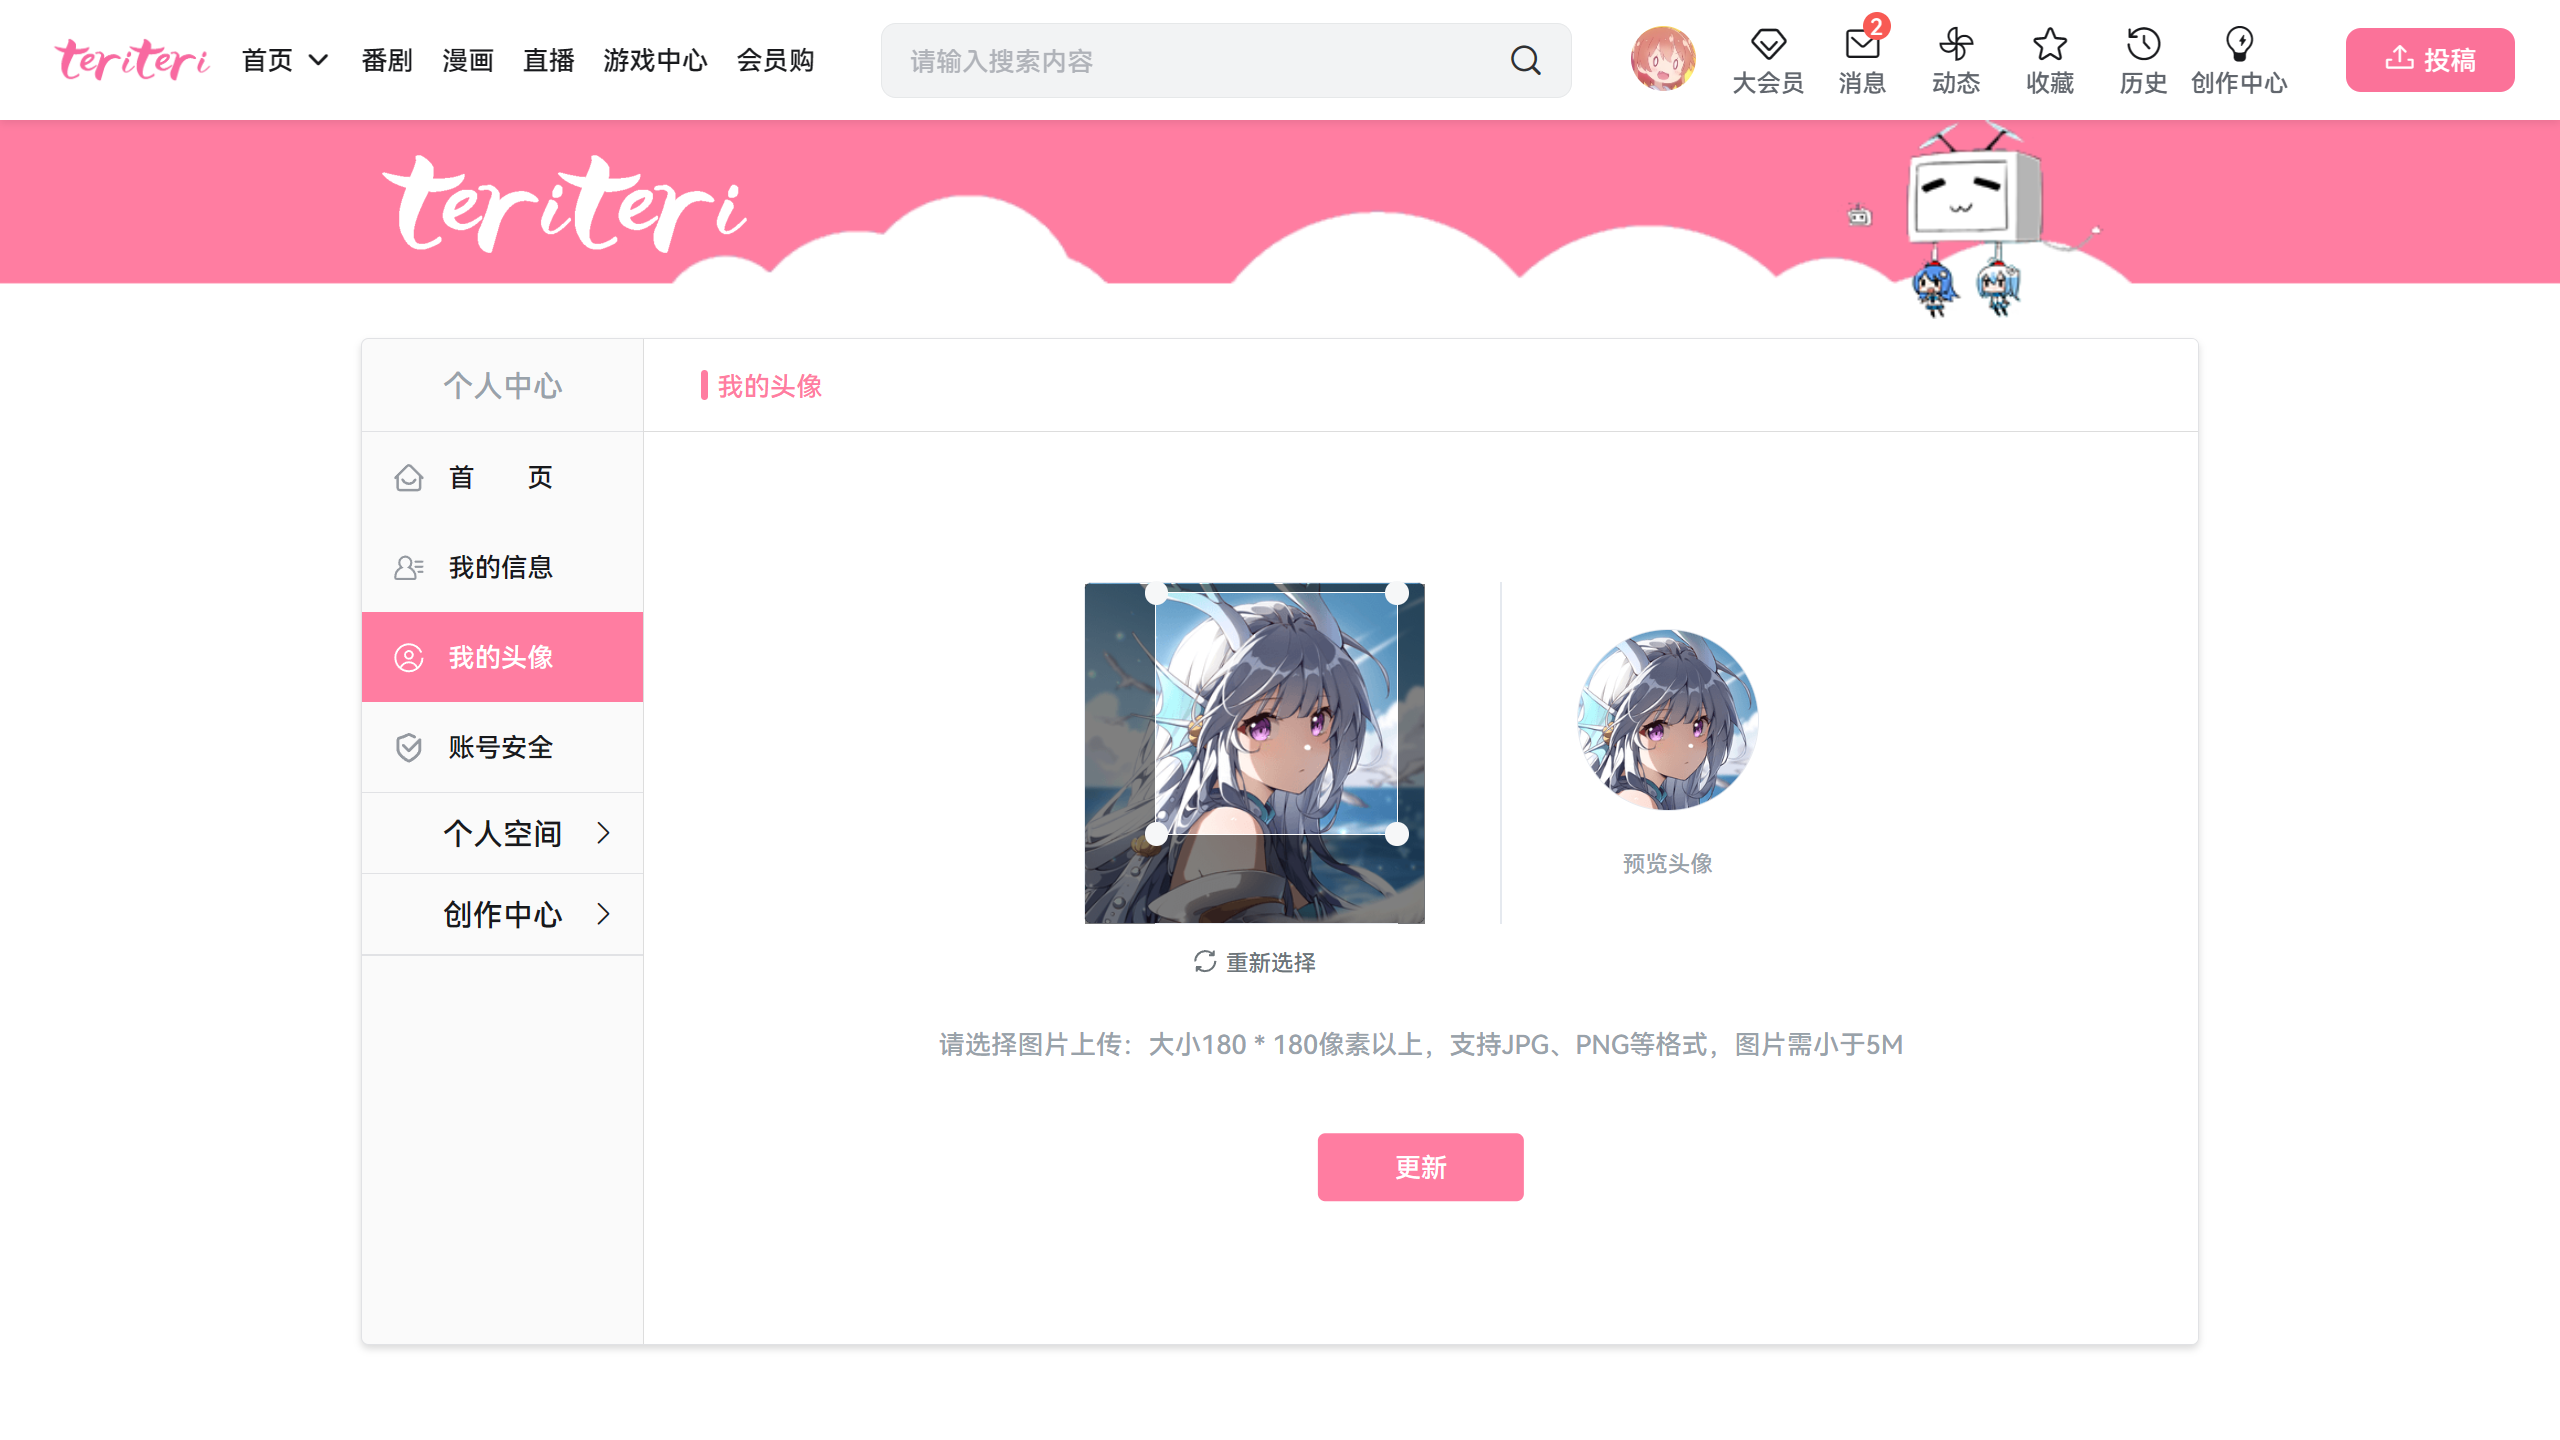 teriteri 首页 番剧 漫画 直播 游戏中心 会员购 请输入搜索内容 大会员 2 消息 动态 收藏 历史 创作中心 投稿
teriteri
个人中心
首 页
我的信息
我的头像
账号安全
个人空间
创作中心
我的头像
预览头像
重新选择
请选择图片上传：大小180 * 180像素以上，支持JPG、PNG等格式，图片需小于5M
更新